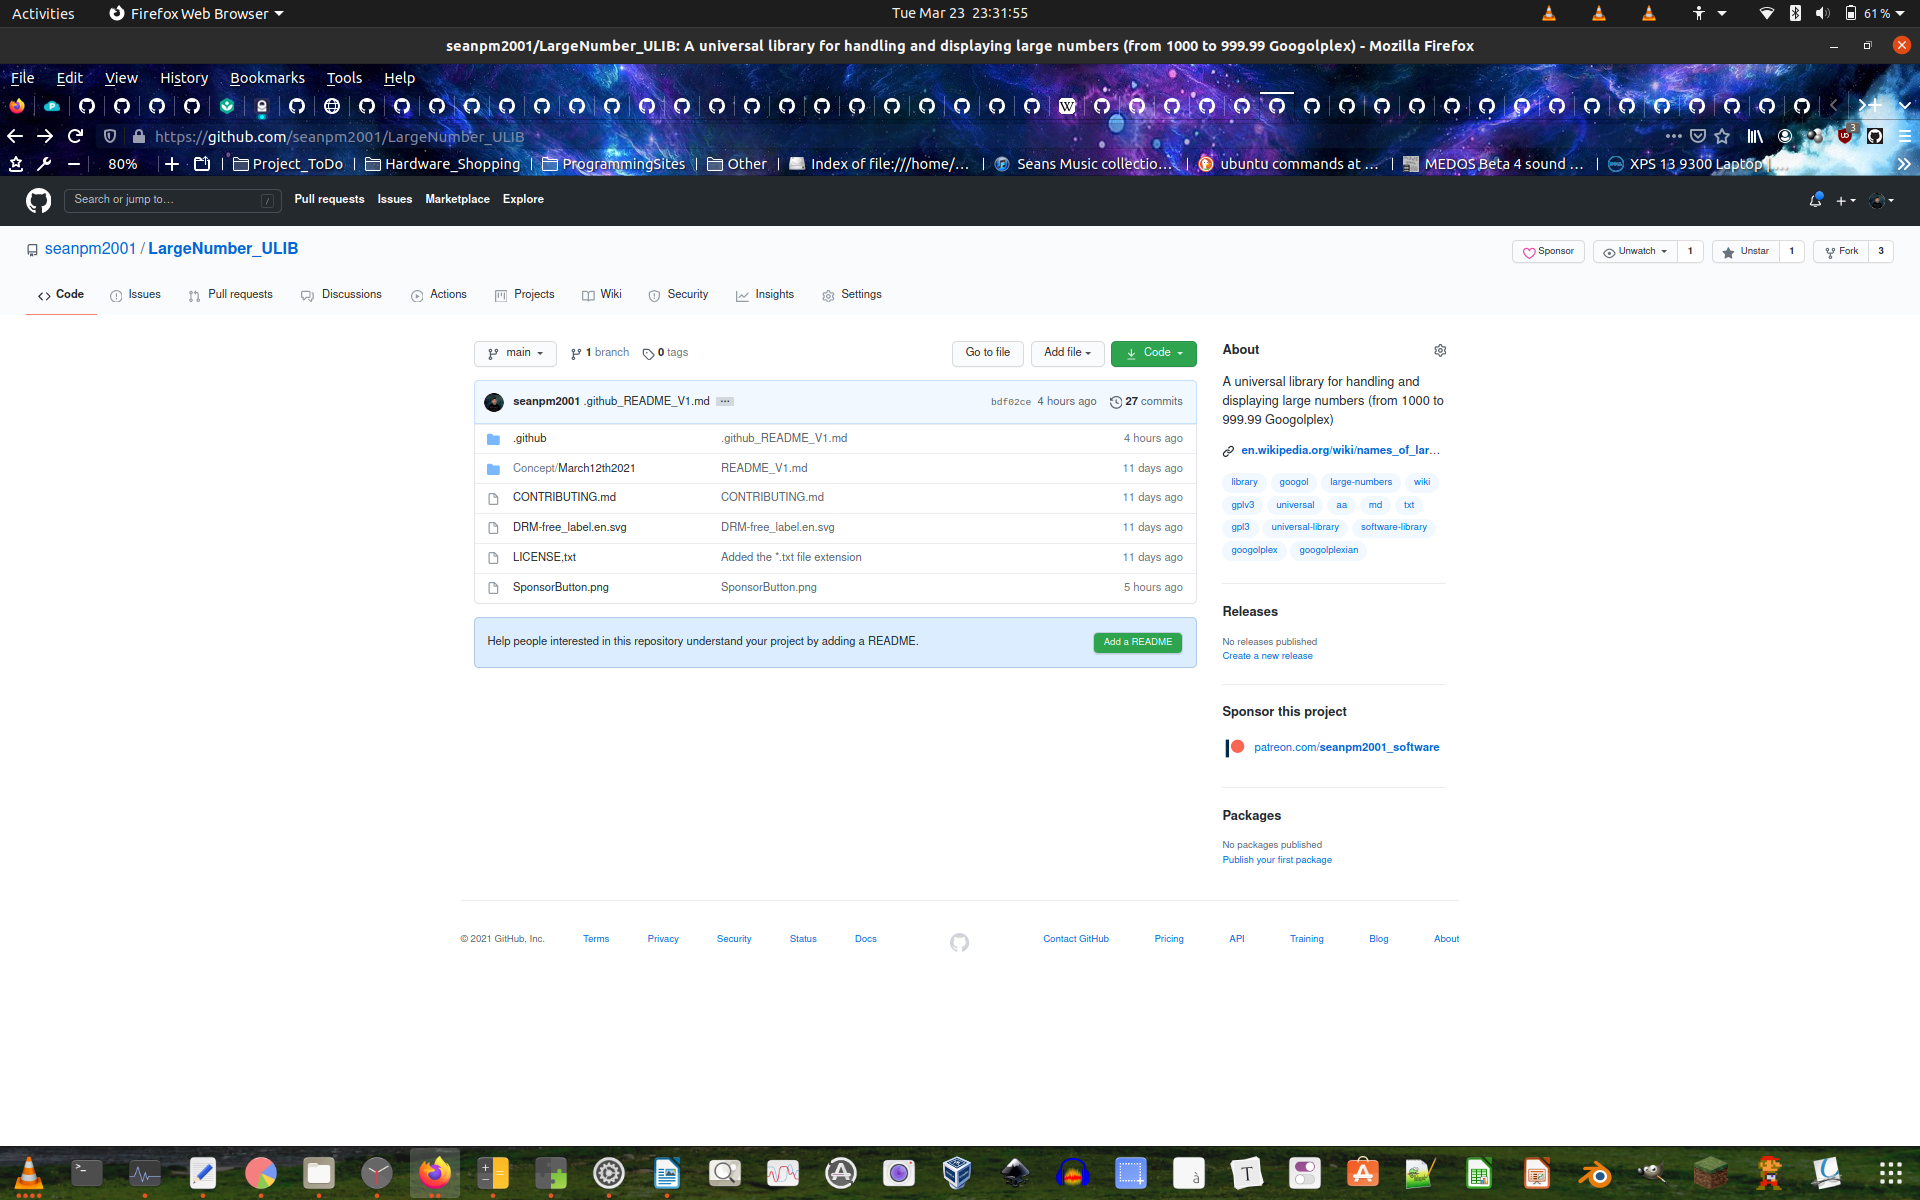 Activities Firefox Web Browser Tue Mar 23 23:31:55 61 %
seanpm2001/LargeNumber_ULIB: A universal library for handling and displaying large numbers (from 1000 to 999.99 Googolplex) - Mozilla Firefox
File Edit View History Bookmarks Tools Help
https://github.com/seanpm2001/LargeNumber_ULIB 3
80% Project_ToDo Hardware_Shopping ProgrammingSites Other Index of file:///home/... Seans Music collectio... ubuntu commands at ... MEDOS Beta 4 sound ... XPS 13 9300 Laptop |...
Search or jump to... / Pull requests Issues Marketplace Explore
seanpm2001 / LargeNumber_ULIB Sponsor Unwatch 1 Unstar 1 Fork 3
Code Issues Pull requests Discussions Actions Projects Wiki Security Insights Settings
main 1 branch 0 tags Go to file Add file Code
seanpm2001 .github_README_V1.md ... bdf02ce 4 hours ago 27 commits
.github .github_README_V1.md 4 hours ago
Concept/March12th2021 README_V1.md 11 days ago
CONTRIBUTING.md CONTRIBUTING.md 11 days ago
DRM-free_label.en.svg DRM-free_label.en.svg 11 days ago
LICENSE,txt Added the *.txt file extension 11 days ago
SponsorButton.png SponsorButton.png 5 hours ago
Help people interested in this repository understand your project by adding a README. Add a README
About
A universal library for handling and
displaying large numbers (from 1000 to
999.99 Googolplex)
en.wikipedia.org/wiki/names_of_lar...
library googol large-numbers wiki
gplv3 universal aa md txt
gpl3 universal-library software-library
googolplex googolplexian
Releases
No releases published
Create a new release
Sponsor this project
patreon.com/seanpm2001_software
Packages
No packages published
Publish your first package
© 2021 GitHub, Inc. Terms Privacy Security Status Docs Contact GitHub Pricing API Training Blog About